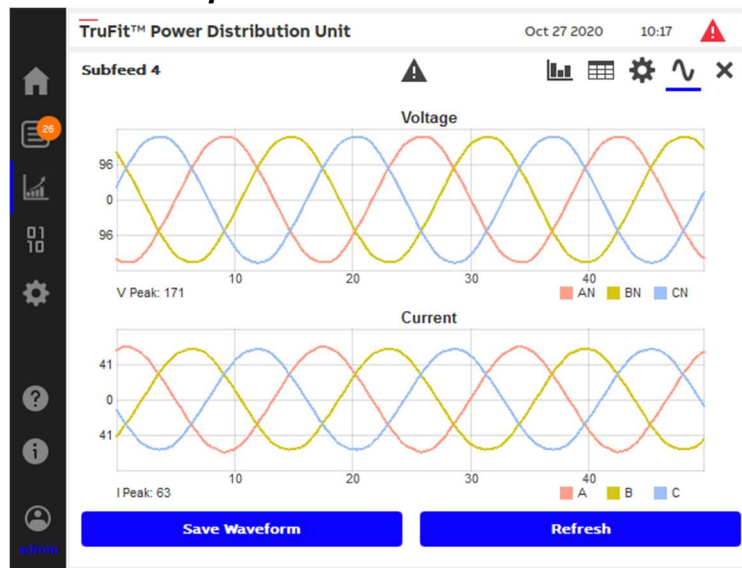 TruFit™ Power Distribution Unit Oct 27 2020 10:17
Subfeed 4
26
01
10
Voltage
96
0
96
10 20 30 40
V Peak: 171 AN BN CN
Current
41
0
41
10 20 30 40
I Peak: 63 A B C
Save Waveform Refresh
admin